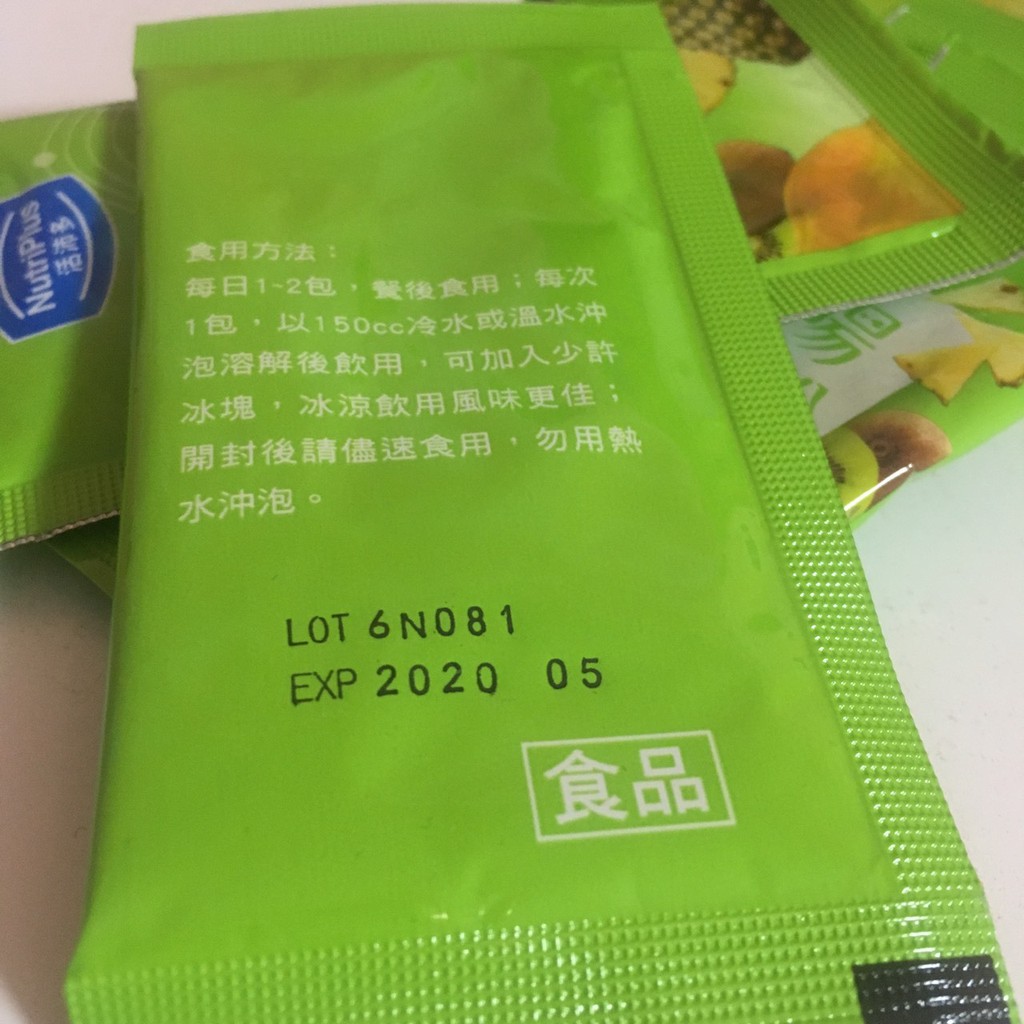 食用方法：
每日1~2包，餐後食用；每次
1包，以150cc冷水或溫水沖
泡溶解後飲用，可加入少許
冰塊，冰涼飲用風味更佳；
開封後請儘速食用，勿用熱
水沖泡。
LOT 6N081
EXP 2020 05
食品
NutriPlus
活沛多